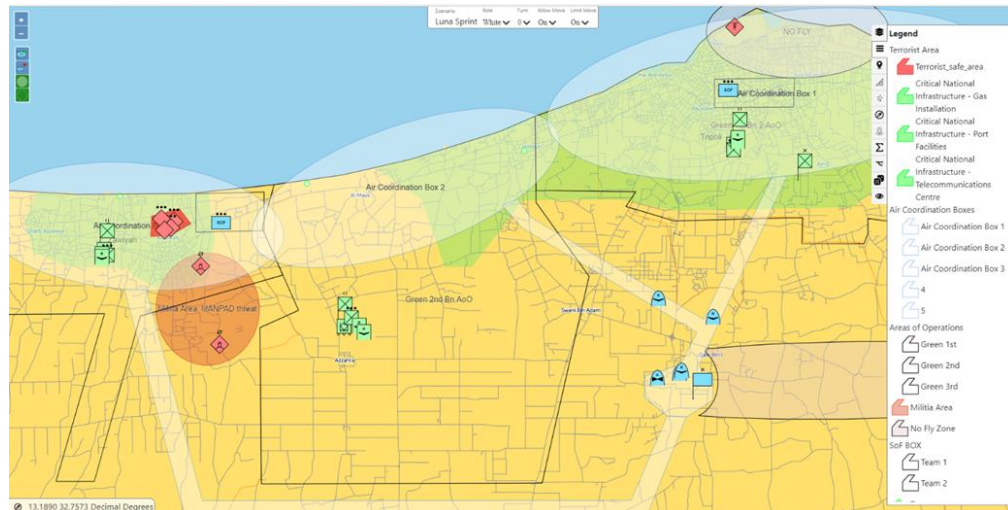 Scenario Role Turn Allow Move Limit Move
Luna Sprint White 0 On On
+
−
NO FLY
SOF
Air Coordination Box 1
Green 2 Bn AoO
Tripoli
Air Coordination Box 2
Al Maya
SOF
Militia Area, MANPAD threat
Green 2nd Bn AoO
Swani Bin Adam
Azzahra
13.1890 32.7573 Decimal Degrees
Legend
Terrorist Area
Terrorist_safe_area
Critical National
Infrastructure - Gas
Installation
Critical National
Infrastructure - Port
Facilities
Critical National
Infrastructure -
Telecommunications
Centre
Air Coordination Boxes
Air Coordination Box 1
Air Coordination Box 2
Air Coordination Box 3
4
5
Areas of Operations
Green 1st
Green 2nd
Green 3rd
Militia Area
No Fly Zone
SoF BOX
Team 1
Team 2